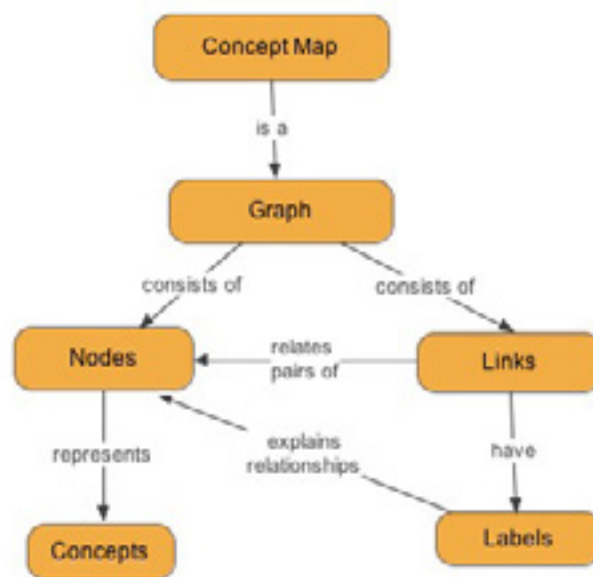 Concept Map
is a
Graph
consists of
consists of
Nodes
relates
pairs of
Links
represents
explains
relationships
have
Concepts
Labels